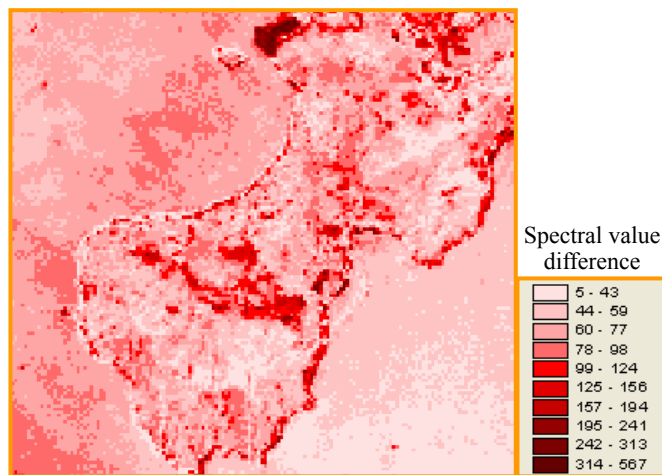 Spectral value
difference
5 - 43
44 - 59
60 - 77
78 - 98
99 - 124
125 - 156
157 - 194
195 - 241
242 - 313
314 - 567